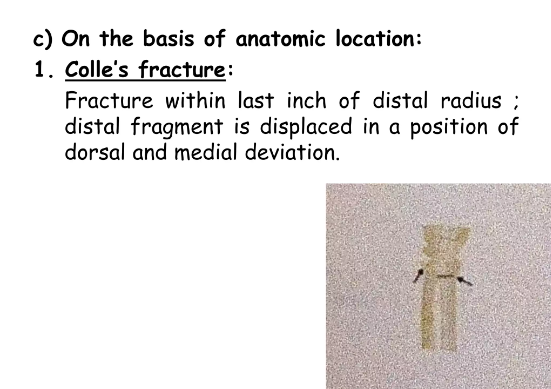 c) On the basis of anatomic location:
1. Colle's fracture:
Fracture within last inch of distal radius ;
distal fragment is displaced in a position of
dorsal and medial deviation.